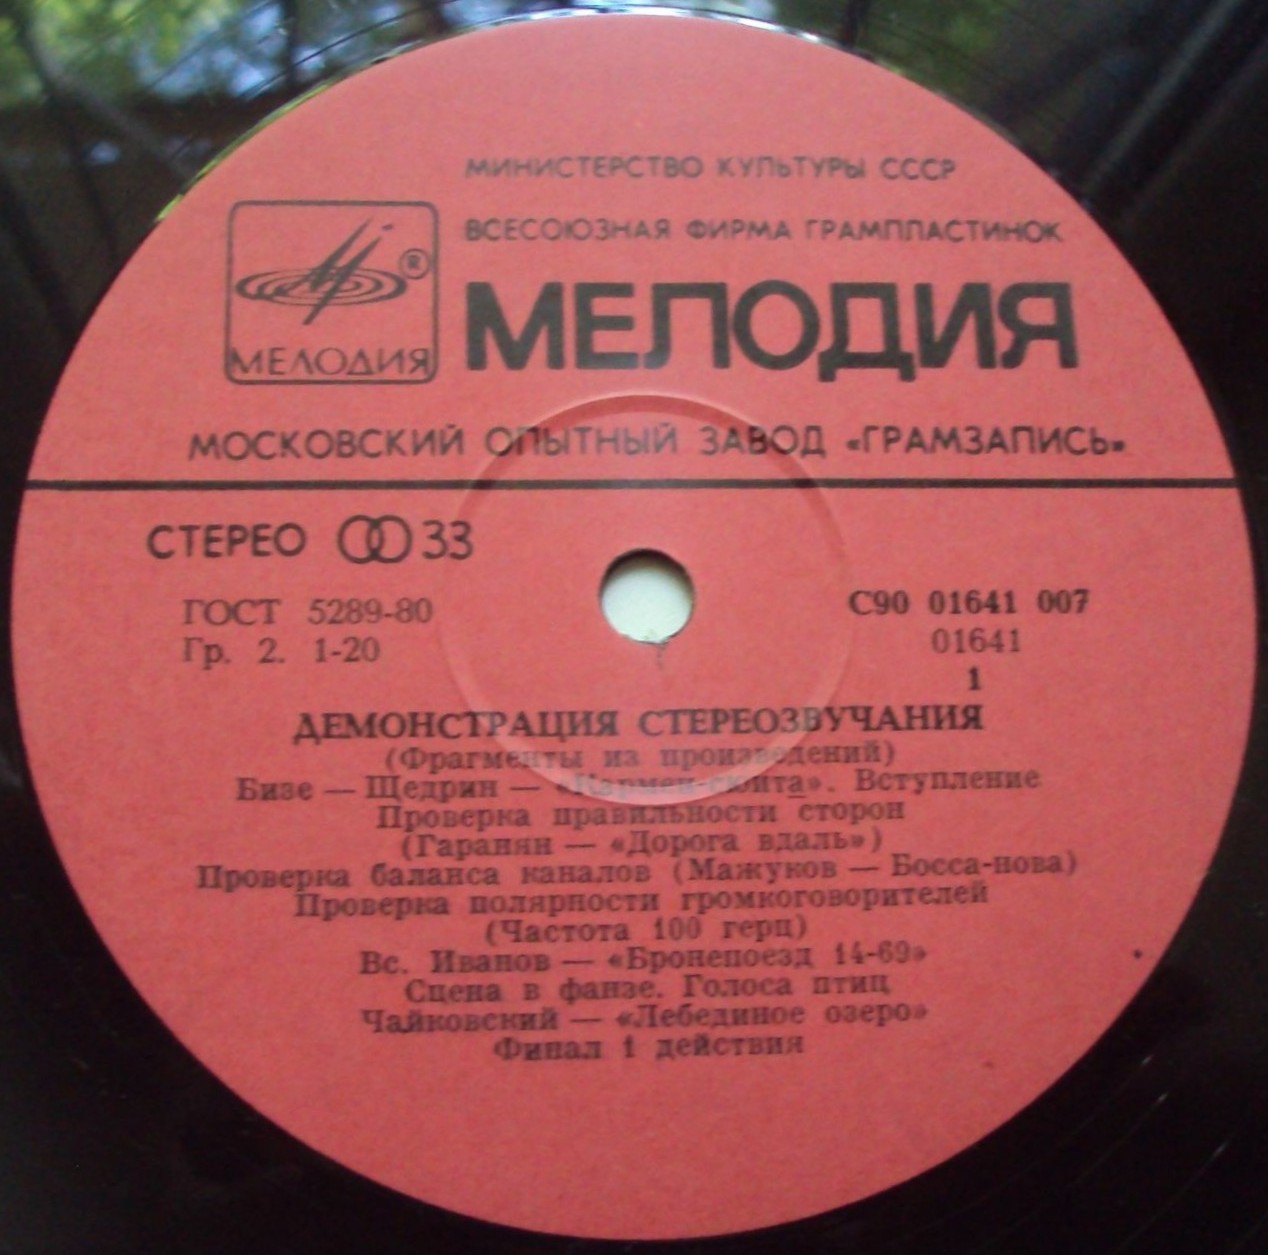 МИНИСТЕРСТВО КУЛЬТУРЫ СССР
ВСЕСОЮЗНАЯ ФИРМА ГРАМПЛАСТИНОК
МЕЛОДИЯ ® МЕЛОДИЯ
МОСКОВСКИЙ ОПЫТНЫЙ ЗАВОД «ГРАМЗАПИСЬ»
СТЕРЕО 33
ГОСТ 5289-80
Гр. 2. 1-20
С90 01641 007
01641
1
ДЕМОНСТРАЦИЯ СТЕРЕОЗВУЧАНИЯ
(Фрагменты из произведений)
Бизе — Щедрин — «Кармен-сюита». Вступление
Проверка правильности сторон
(Гаранян — «Дорога вдаль»)
Проверка баланса каналов (Мажуков — Босса-нова)
Проверка полярности громкоговорителей
(Частота 100 герц)
Вс. Иванов — «Бронепоезд 14-69»
Сцена в фанзе. Голоса птиц
Чайковский — «Лебединое озеро»
Финал 1 действия